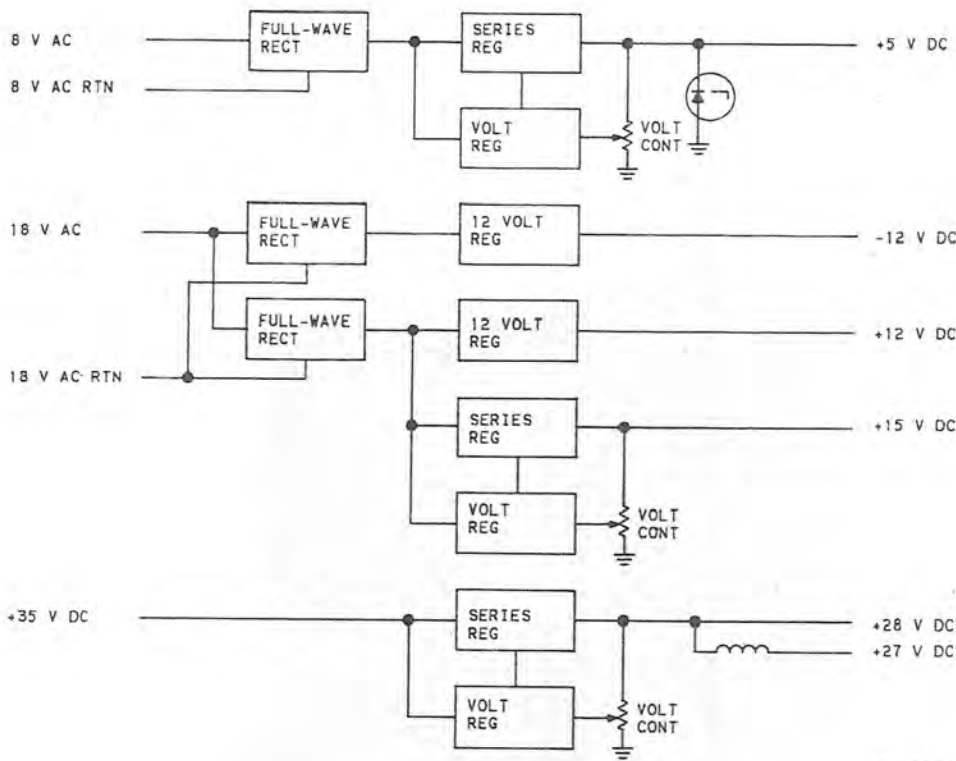 8 V AC
FULL-WAVE
RECT
SERIES
REG
+5 V DC
8 V AC RTN
VOLT
REG
VOLT
CONT
18 V AC
FULL-WAVE
RECT
12 VOLT
REG
-12 V DC
FULL-WAVE
RECT
12 VOLT
REG
+12 V DC
18 V AC RTN
SERIES
REG
+15 V DC
VOLT
REG
VOLT
CONT
+35 V DC
SERIES
REG
+28 V DC
+27 V DC
VOLT
REG
VOLT
CONT